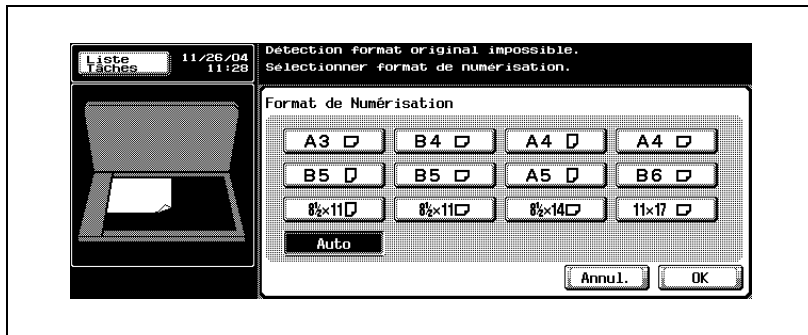 Liste
Tâches
11/26/04
11:28
Détection format original impossible.
Sélectionner format de numérisation.
Format de Numérisation
A3 B4 A4 A4
B5 B5 A5 B6
8½×11 8½×11 8½×14 11×17
Auto
Annul. OK